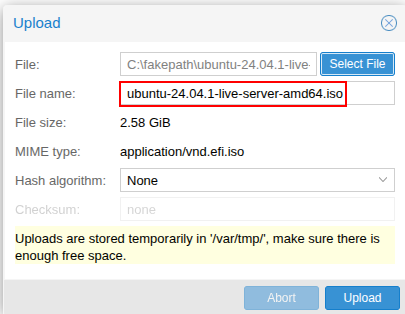 Upload
File: C:\fakepath\ubuntu-24.04.1-live- Select File
File name: ubuntu-24.04.1-live-server-amd64.iso
File size: 2.58 GiB
MIME type: application/vnd.efi.iso
Hash algorithm: None
Checksum: none
Uploads are stored temporarily in '/var/tmp/', make sure there is
enough free space.
Abort Upload